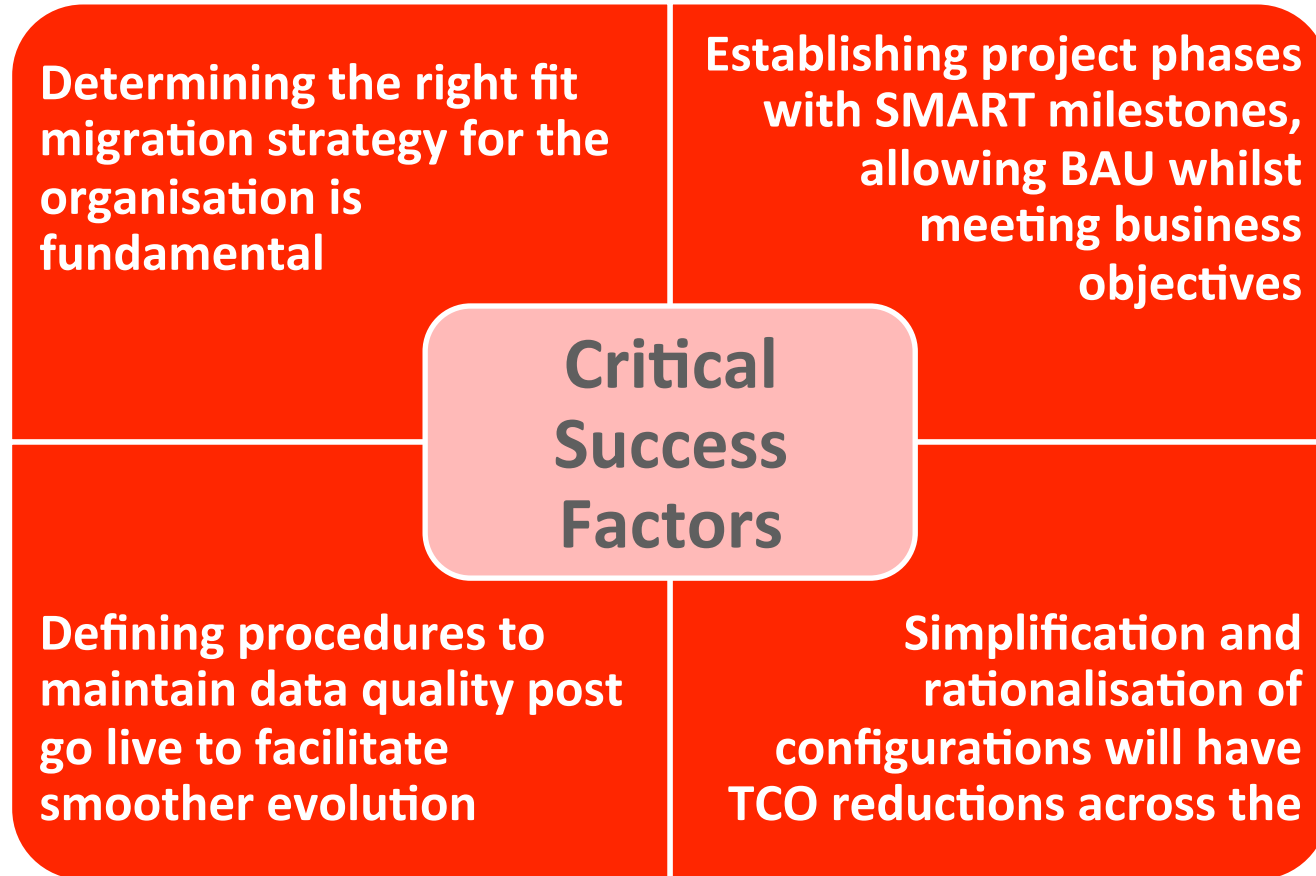 Determining the right fit
migration strategy for the
organisation is
fundamental
Establishing project phases
with SMART milestones,
allowing BAU whilst
meeting business
objectives
Critical
Success
Factors
Defining procedures to
maintain data quality post
go live to facilitate
smoother evolution
Simplification and
rationalisation of
configurations will have
TCO reductions across the